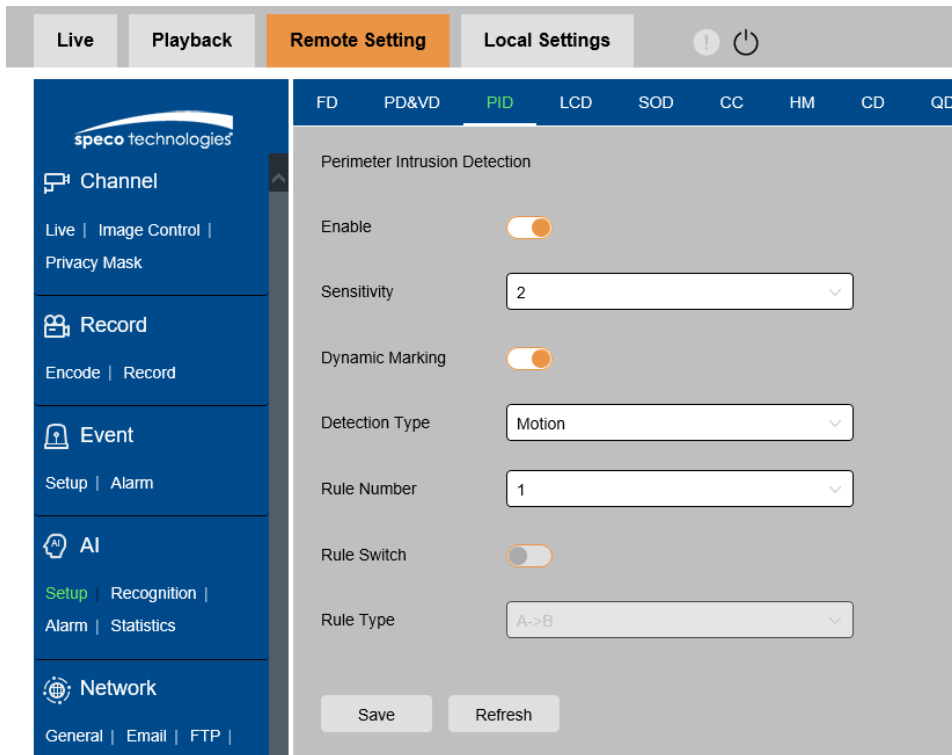 Live Playback Remote Setting Local Settings
speco technologies
Channel
Live | Image Control |
Privacy Mask
Record
Encode | Record
Event
Setup | Alarm
AI
AI
Setup | Recognition |
Alarm | Statistics
Network
General | Email | FTP |
FD PD&VD PID LCD SOD CC HM CD QD
Perimeter Intrusion Detection
Enable
Sensitivity 2
Dynamic Marking
Detection Type Motion
Rule Number 1
Rule Switch
Rule Type A->B
Save Refresh